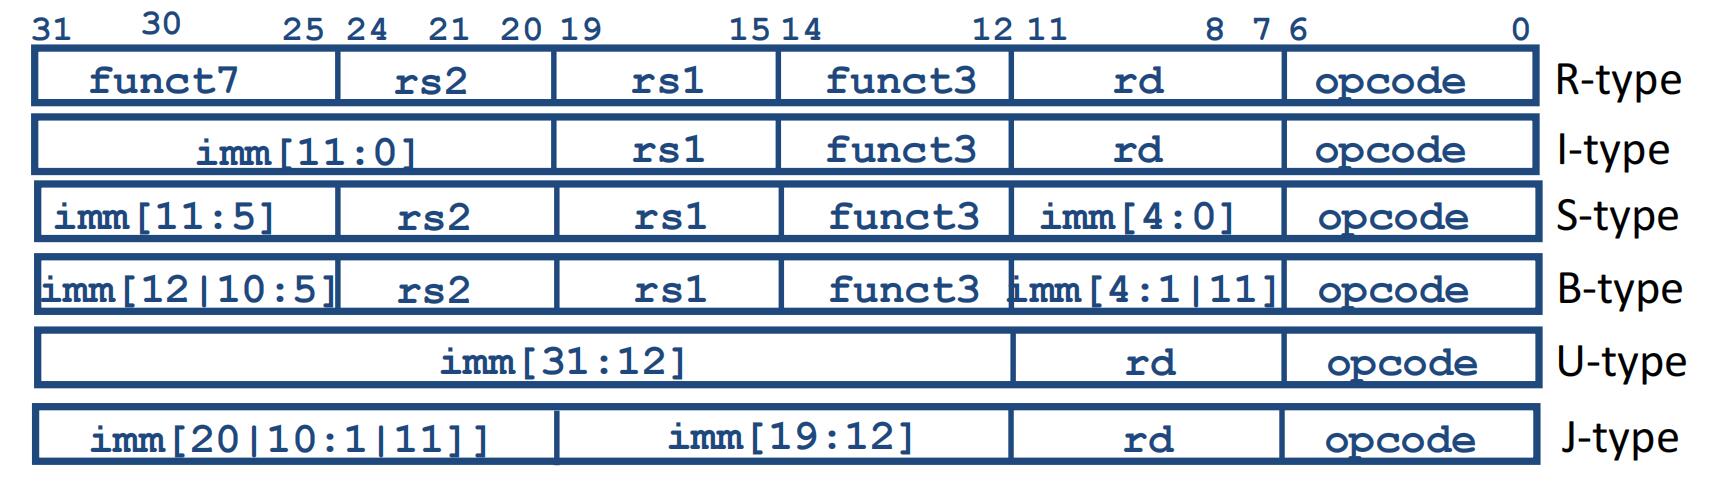 31 30 25 24 21 20 19 15 14 12 11 8 7 6 0
funct7 rs2 rs1 funct3 rd opcode R-type
imm[11:0] rs1 funct3 rd opcode I-type
imm[11:5] rs2 rs1 funct3 imm[4:0] opcode S-type
imm[12|10:5] rs2 rs1 funct3 imm[4:1|11] opcode B-type
imm[31:12] rd opcode U-type
imm[20|10:1|11]] imm[19:12] rd opcode J-type